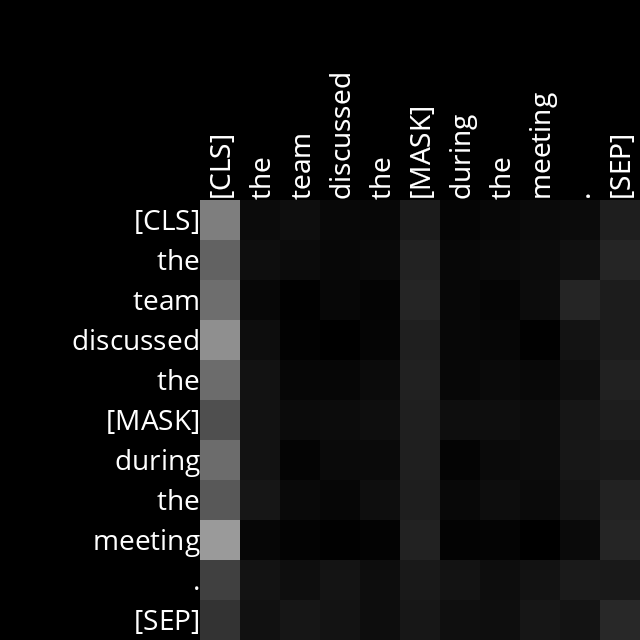 [CLS] the team discussed the [MASK] during the meeting . [SEP]
[CLS]
the
team
discussed
the
[MASK]
during
the
meeting
.
[SEP]